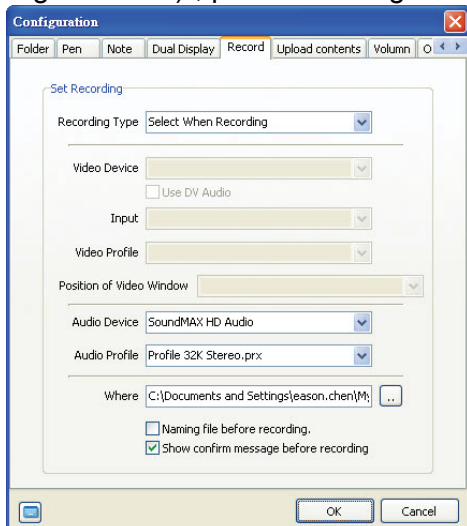 Configuration
Folder Pen Note Dual Display Record Upload contents Volumn O
Set Recording
Recording Type Select When Recording
Video Device
Use DV Audio
Input
Video Profile
Position of Video Window
Audio Device SoundMAX HD Audio
Audio Profile Profile 32K Stereo.prx
Where C:\Documents and Settings\eason.chen\My ..
Naming file before recording.
Show confirm message before recording
OK Cancel